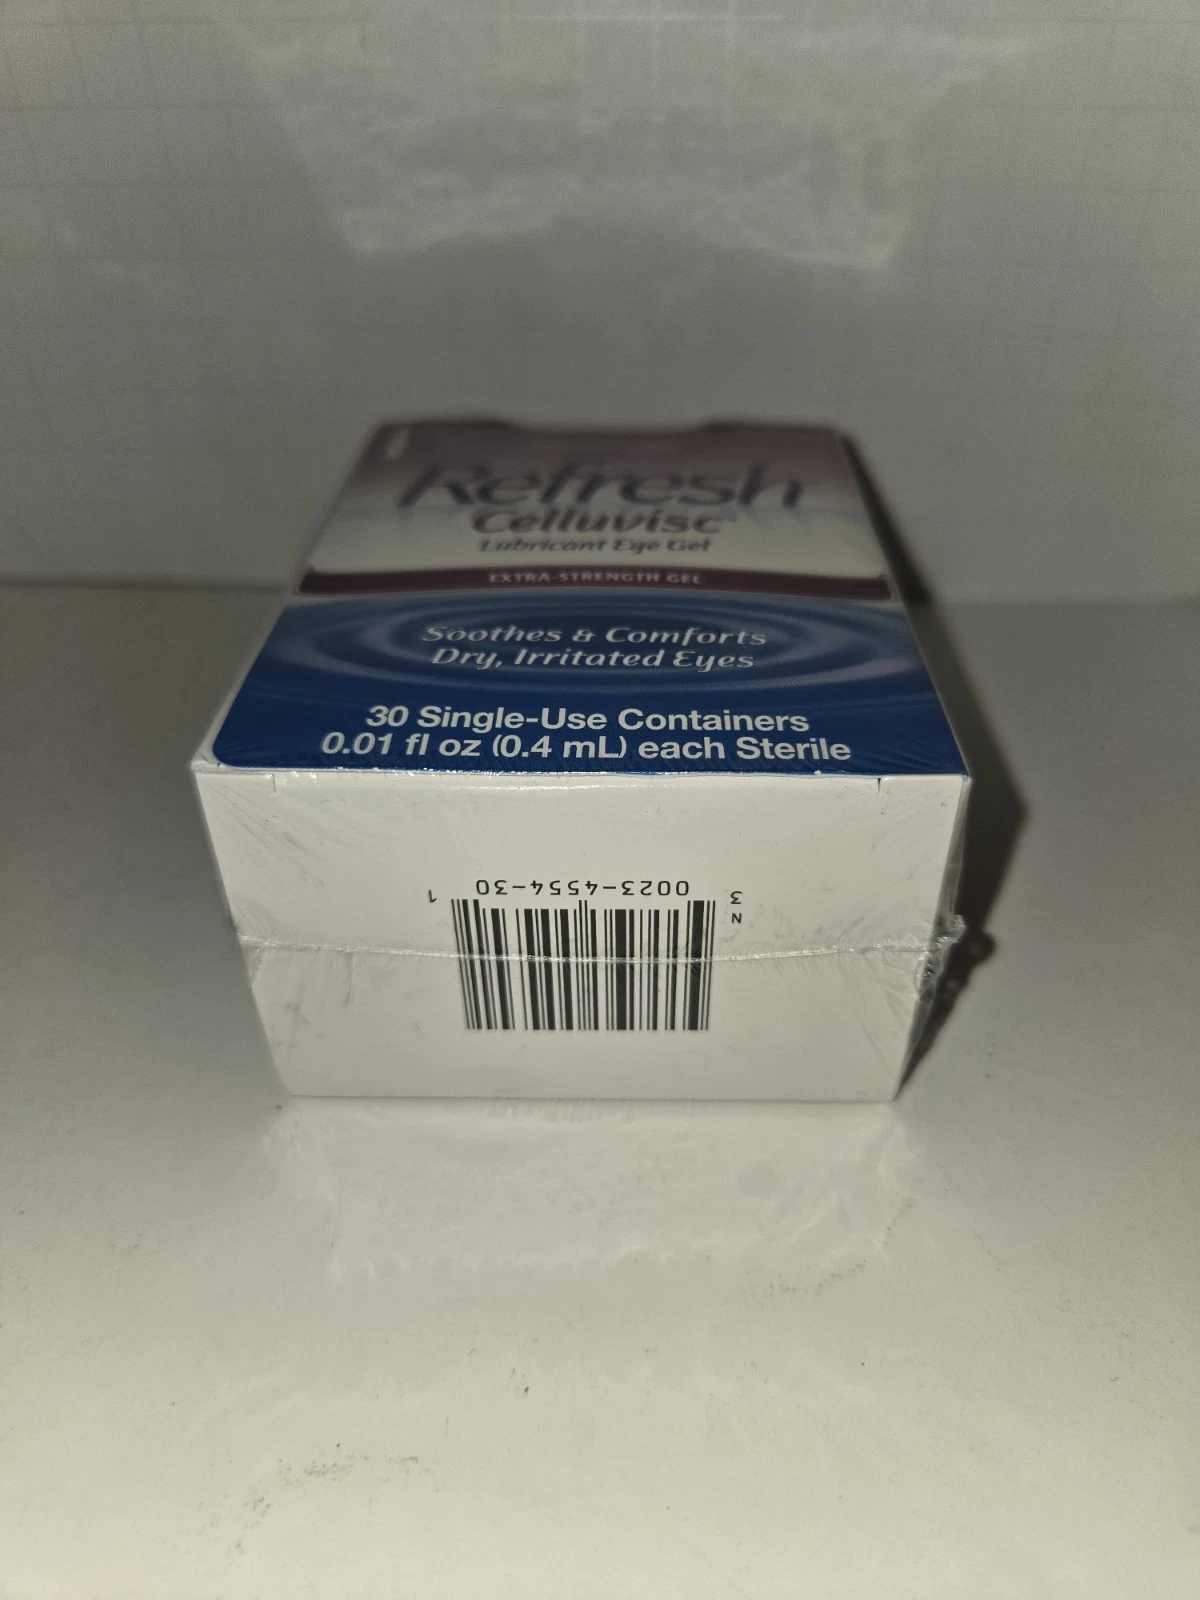 Refresh
Celluvisc
Lubricant Eye Gel
EXTRA-STRENGTH GEL
Soothes & Comforts
Dry, Irritated Eyes
30 Single-Use Containers
0.01 fl oz (0.4 mL) each Sterile
N
3 0023-4554-30 1